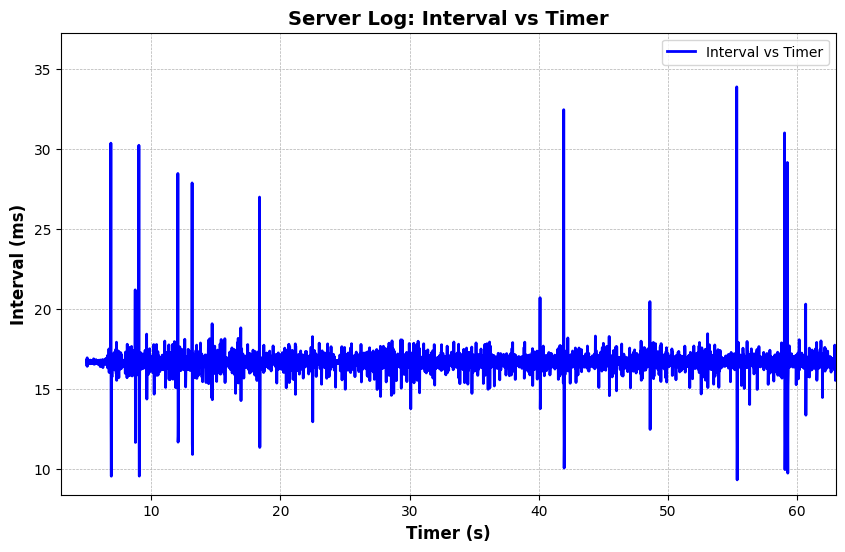 Server Log: Interval vs Timer
Interval vs Timer
Interval (ms)
35
30
25
20
15
10
10 20 30 40 50 60
Timer (s)